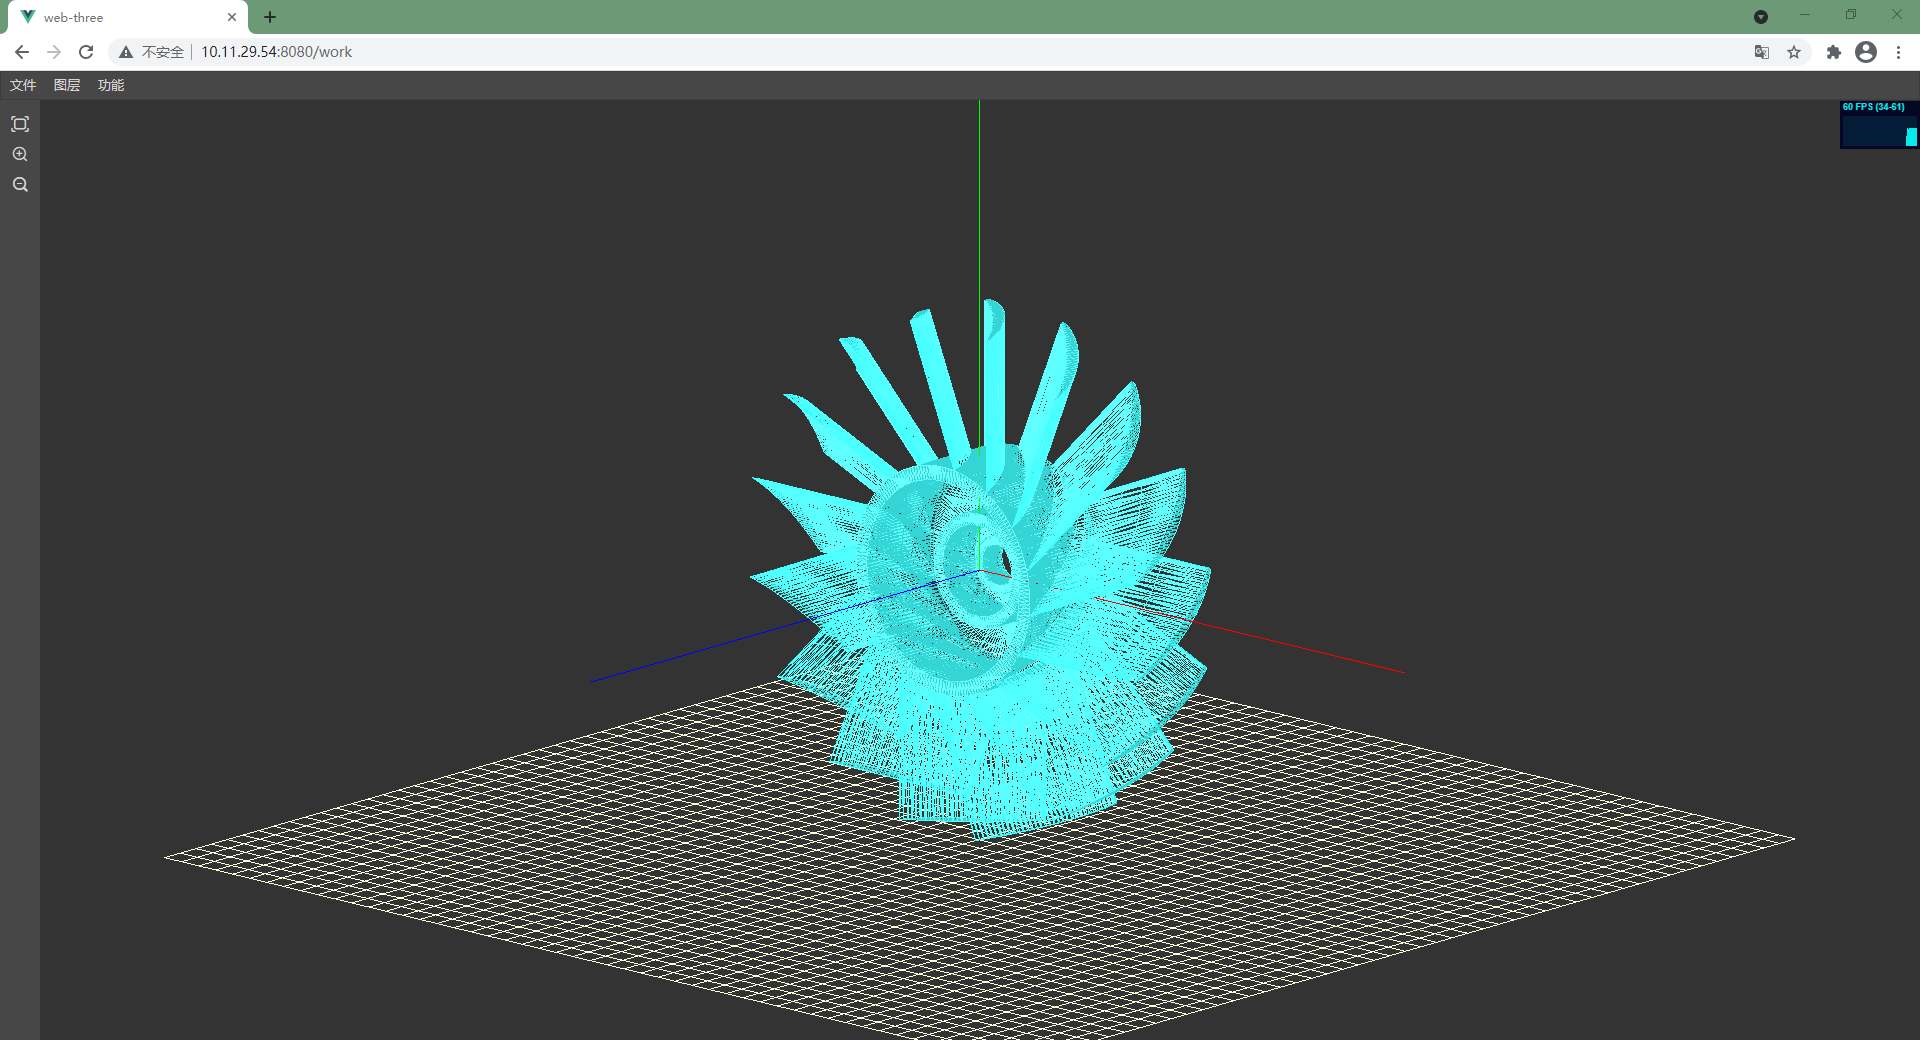 web-three
不安全 10.11.29.54:8080/work
文件 图层 功能
60 FPS (34-61)